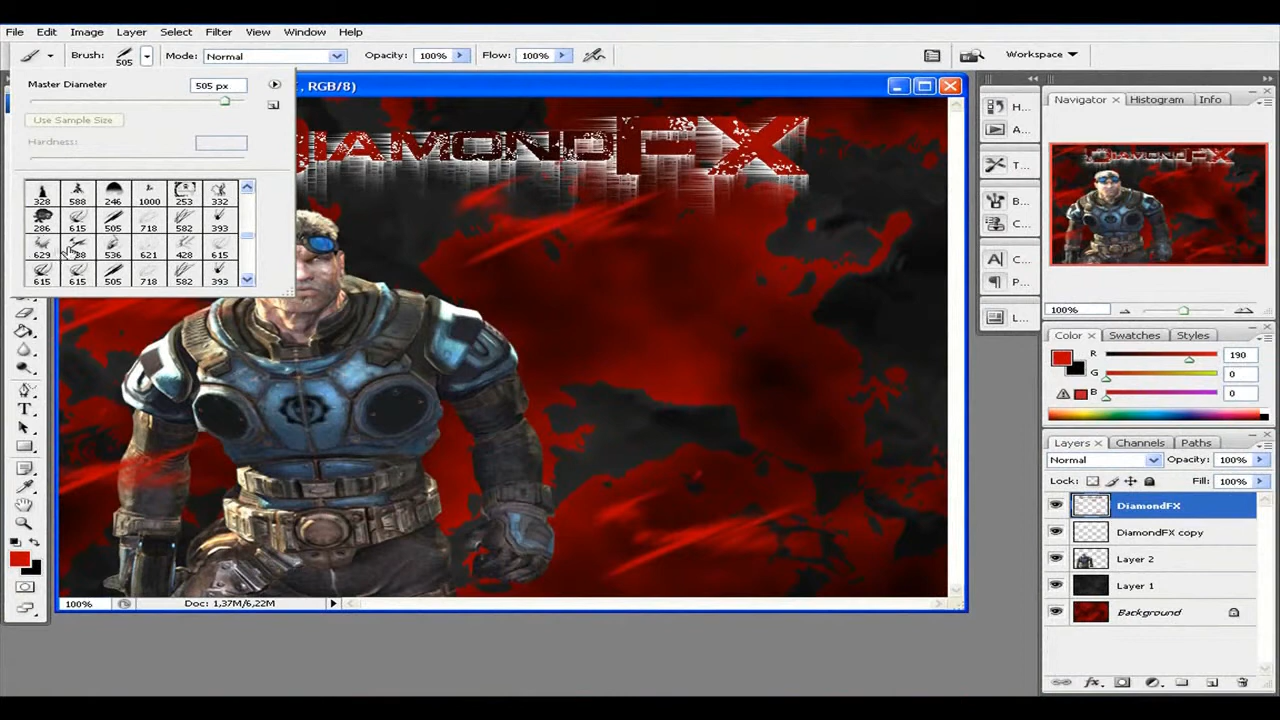 File Edit Image Layer Select Filter View Window Help
Brush: 505 Mode: Normal Opacity: 100% Flow: 100% Workspace
Master Diameter 505 px
Use Sample Size
Hardness:
328 588 246 1000 253 332
286 615 505 718 582 393
629 536 621 428 615
615 615 505 718 582 393
, RGB/8)
DIAMONDFX
H...
A...
T...
B...
C...
C...
L...
Navigator Histogram Info
100%
Color Swatches Styles
R 190
G 0
B 0
Layers Channels Paths
Normal Opacity: 100%
Lock: Fill: 100%
DiamondFX
DiamondFX copy
Layer 2
Layer 1
Background
100% Doc: 1,37M/6,22M